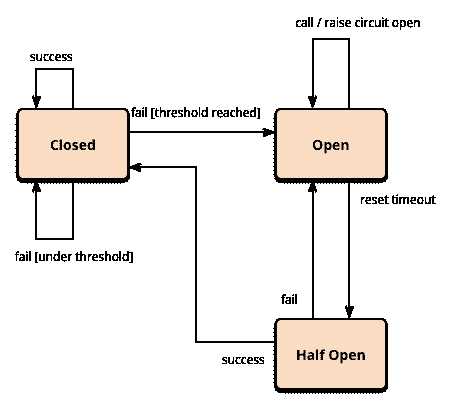 call / raise circuit open
success
fail [threshold reached]
Closed
Open
reset timeout
fail [under threshold]
fail
Half Open
success